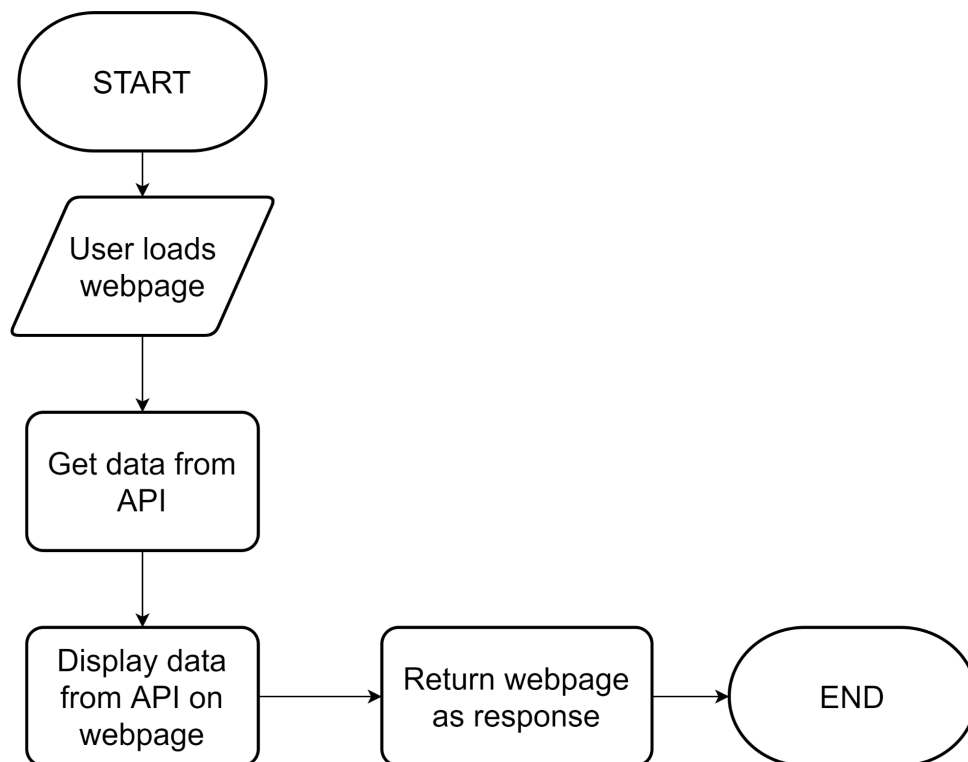 START
User loads
webpage
Get data from
API
Display data
from API on
webpage
Return webpage
as response
END